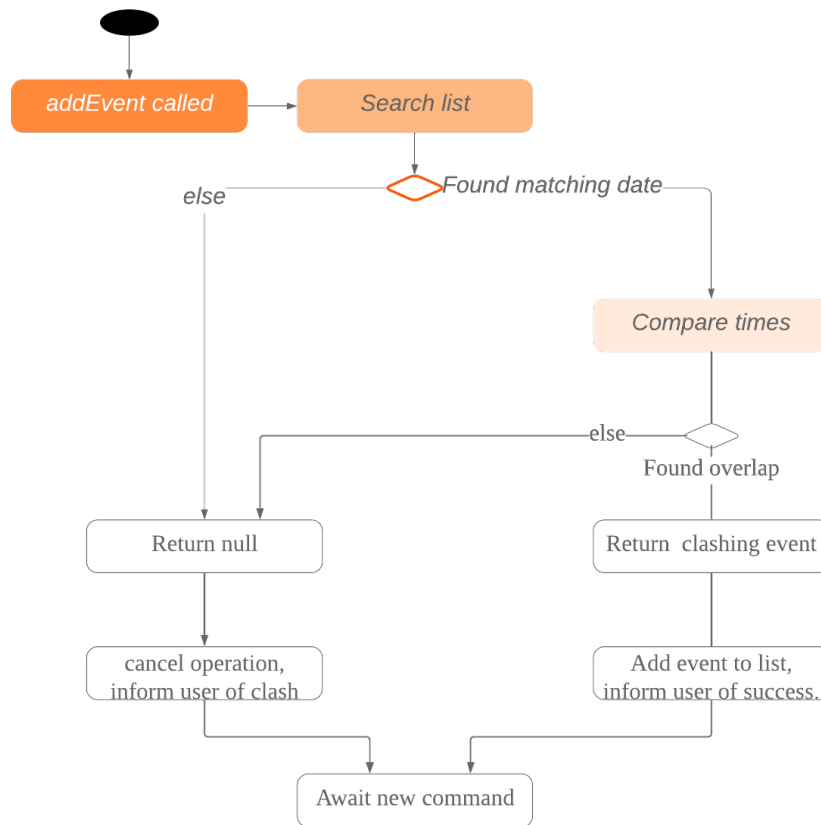 addEvent called
Search list
Found matching date
else
Compare times
else
Found overlap
Return null
Return clashing event
cancel operation,
inform user of clash
Add event to list,
inform user of success.
Await new command